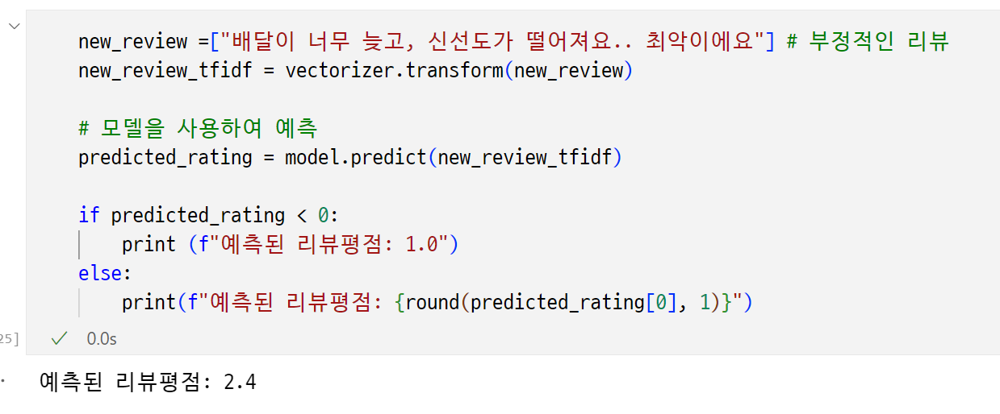 new_review =["배달이 너무 늦고, 신선도가 떨어져요.. 최악이에요"] # 부정적인 리뷰
new_review_tfidf = vectorizer.transform(new_review)
# 모델을 사용하여 예측
predicted_rating = model.predict(new_review_tfidf)
if predicted_rating < 0:
print (f"예측된 리뷰평점: 1.0")
else:
print(f"예측된 리뷰평점: {round(predicted_rating[0], 1)}")
25] 0.0s
예측된 리뷰평점: 2.4